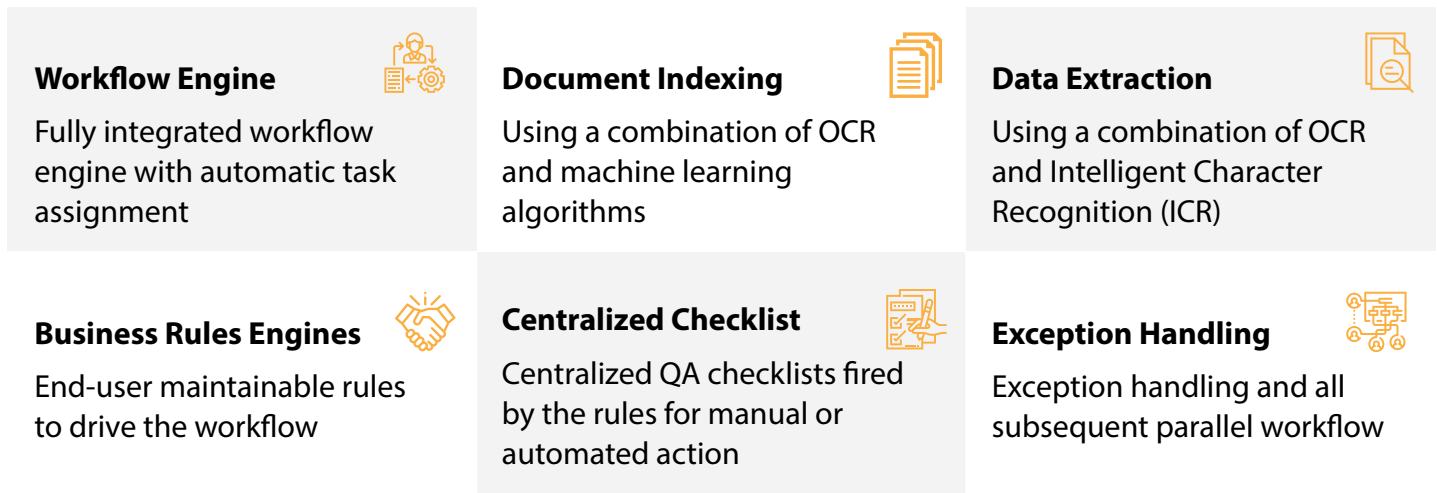 Workflow Engine
Fully integrated workflow
engine with automatic task
assignment
Document Indexing
Using a combination of OCR
and machine learning
algorithms
Data Extraction
Using a combination of OCR
and Intelligent Character
Recognition (ICR)
Business Rules Engines
End-user maintainable rules
to drive the workflow
Centralized Checklist
Centralized QA checklists fired
by the rules for manual or
automated action
Exception Handling
Exception handling and all
subsequent parallel workflow